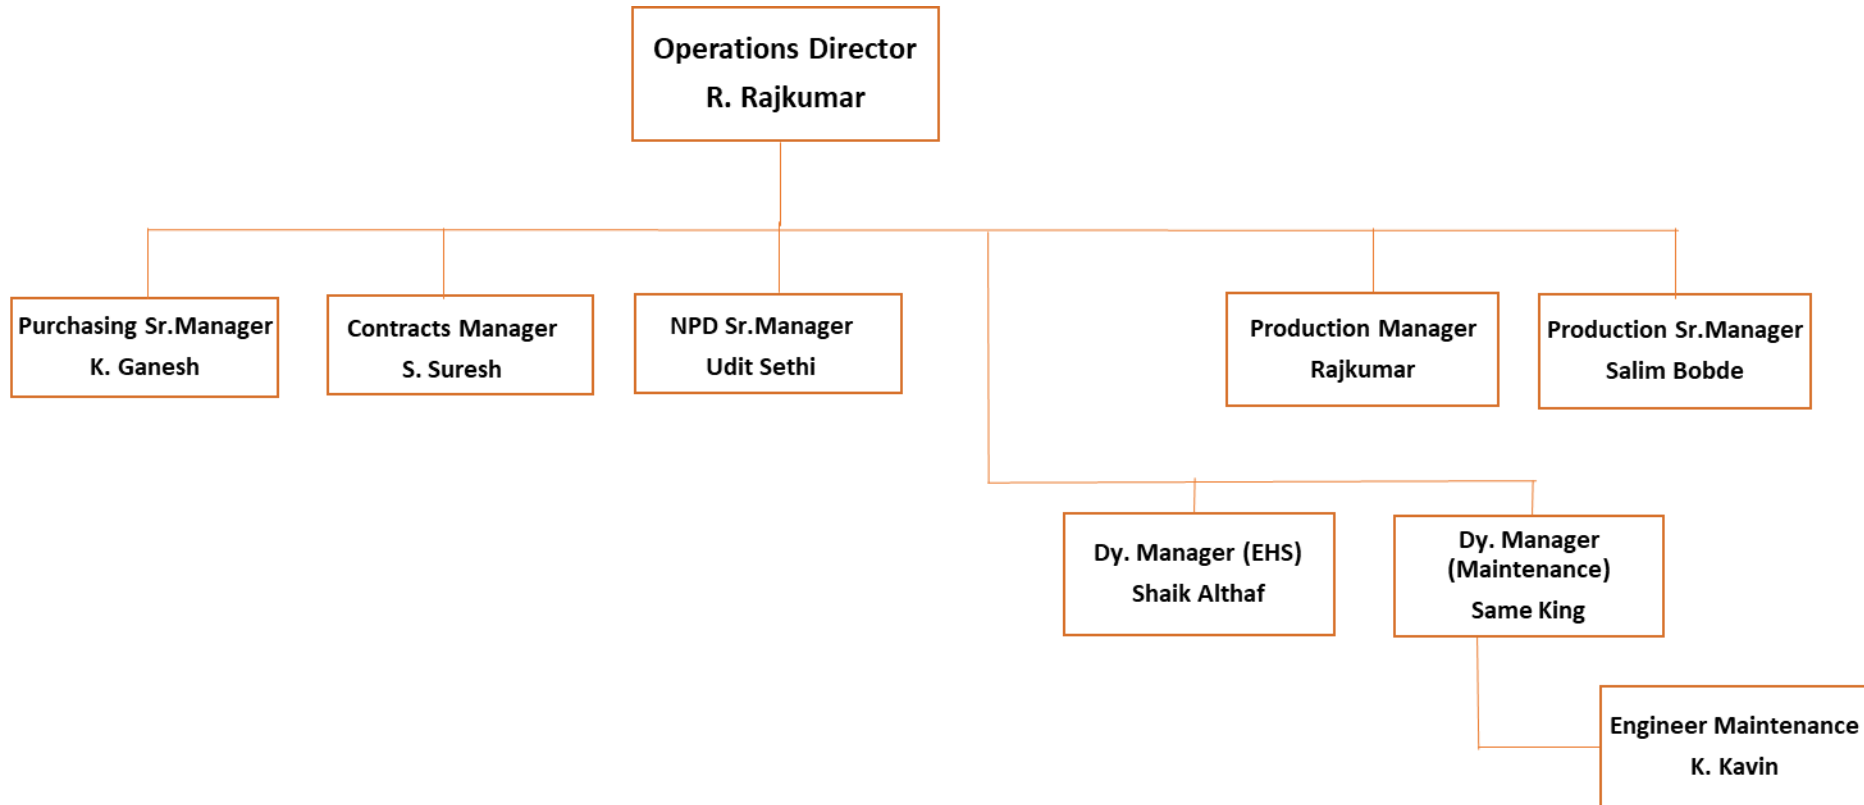 Operations Director
R. Rajkumar
Purchasing Sr.Manager
K. Ganesh
Contracts Manager
S. Suresh
NPD Sr.Manager
Udit Sethi
Production Manager
Rajkumar
Production Sr.Manager
Salim Bobde
Dy. Manager (EHS)
Shaik Althaf
Dy. Manager
(Maintenance)
Same King
Engineer Maintenance
K. Kavin